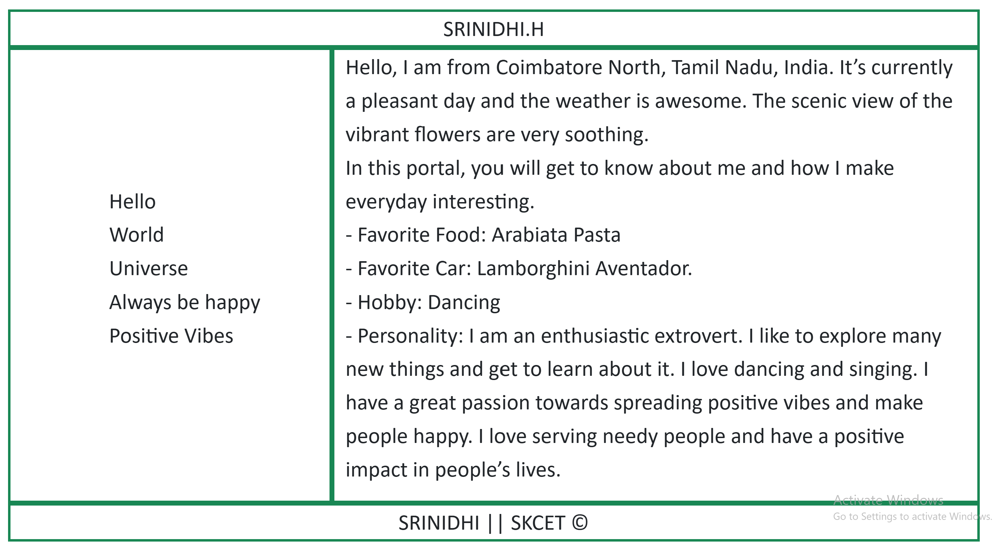 SRINIDHI.H
Hello
World
Universe
Always be happy
Positive Vibes
Hello, I am from Coimbatore North, Tamil Nadu, India. It’s currently
a pleasant day and the weather is awesome. The scenic view of the
vibrant flowers are very soothing.
In this portal, you will get to know about me and how I make
everyday interesting.
- Favorite Food: Arabiata Pasta
- Favorite Car: Lamborghini Aventador.
- Hobby: Dancing
- Personality: I am an enthusiastic extrovert. I like to explore many
new things and get to learn about it. I love dancing and singing. I
have a great passion towards spreading positive vibes and make
people happy. I love serving needy people and have a positive
impact in people’s lives.
SRINIDHI || SKCET ©
Activate Windows
Go to Settings to activate Windows.